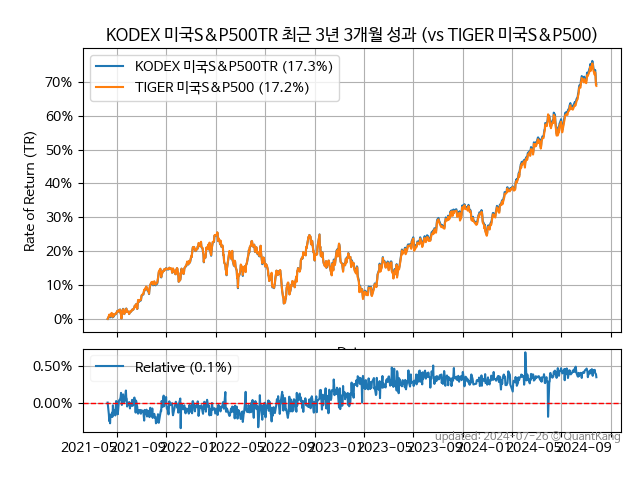 KODEX 미국S&P500TR 최근 3년 3개월 성과 (vs TIGER 미국S&P500)
KODEX 미국S&P500TR (17.3%)
TIGER 미국S&P500 (17.2%)
Rate of Return (TR)
70%
60%
50%
40%
30%
20%
10%
0%
Relative (0.1%)
0.50%
0.00%
2021-05 2021-09 2022-01 2022-05 2022-09 2023-01 2023-05 2023-09 2024-01 2024-05 2024-09
updated: 2024-07-26 © QuantKang